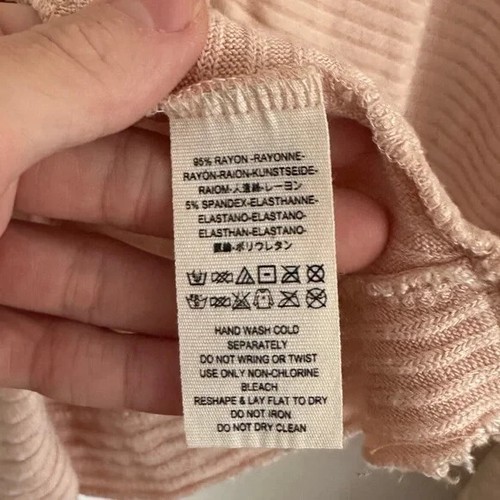 95% RAYON -RAYONNE-
RAYÓN-RAION-KUNSTSEIDE-
RAIOM-人造絲-レーヨン
5% SPANDEX-ELASTHANNE-
ELASTANO-ELASTANO-
ELASTHAN-ELASTANO-
ポリウレタン
HAND WASH COLD
SEPARATELY
DO NOT WRING OR TWIST
USE ONLY NON-CHLORINE
BLEACH
RESHAPE & LAY FLAT TO DRY
DO NOT IRON
DO NOT DRY CLEAN